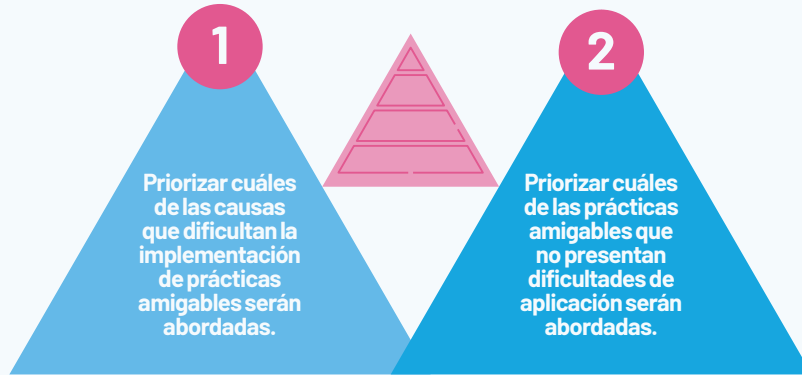 1
Priorizar cuáles
de las causas
que dificultan la
implementación
de prácticas
amigables serán
abordadas.
2
Priorizar cuáles
de las prácticas
amigables que
no presentan
dificultades de
aplicación serán
abordadas.